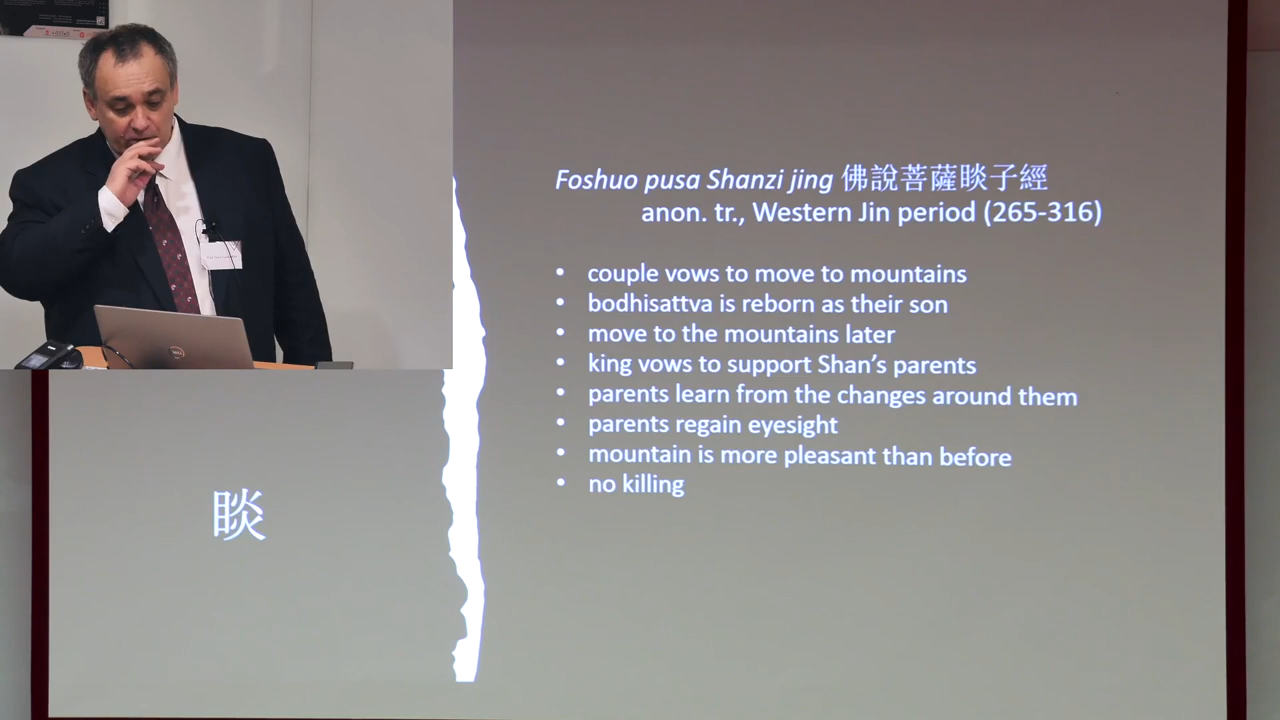 Foshuo pusa Shanzi jing 佛說菩薩睒子經
anon. tr., Western Jin period (265-316)
• couple vows to move to mountains
• bodhisattva is reborn as their son
• move to the mountains later
• king vows to support Shan's parents
• parents learn from the changes around them
• parents regain eyesight
• mountain is more pleasant than before
• no killing
睒
DELL